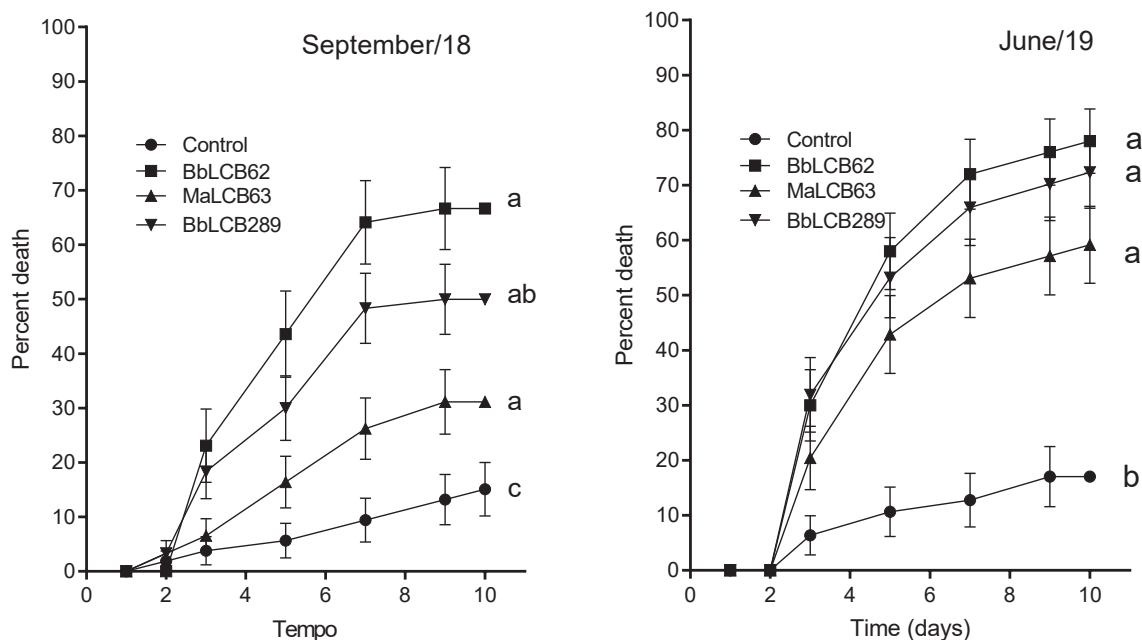 September/18
Percent death
100
90
80
70
60
50
40
30
20
10
0
Control
BbLCB62
MaLCB63
BbLCB289
a
ab
a
c
0 2 4 6 8 10
Tempo
June/19
Percent death
100
90
80
70
60
50
40
30
20
10
0
Control
BbLCB62
MaLCB63
BbLCB289
a
a
a
b
0 2 4 6 8 10
Time (days)